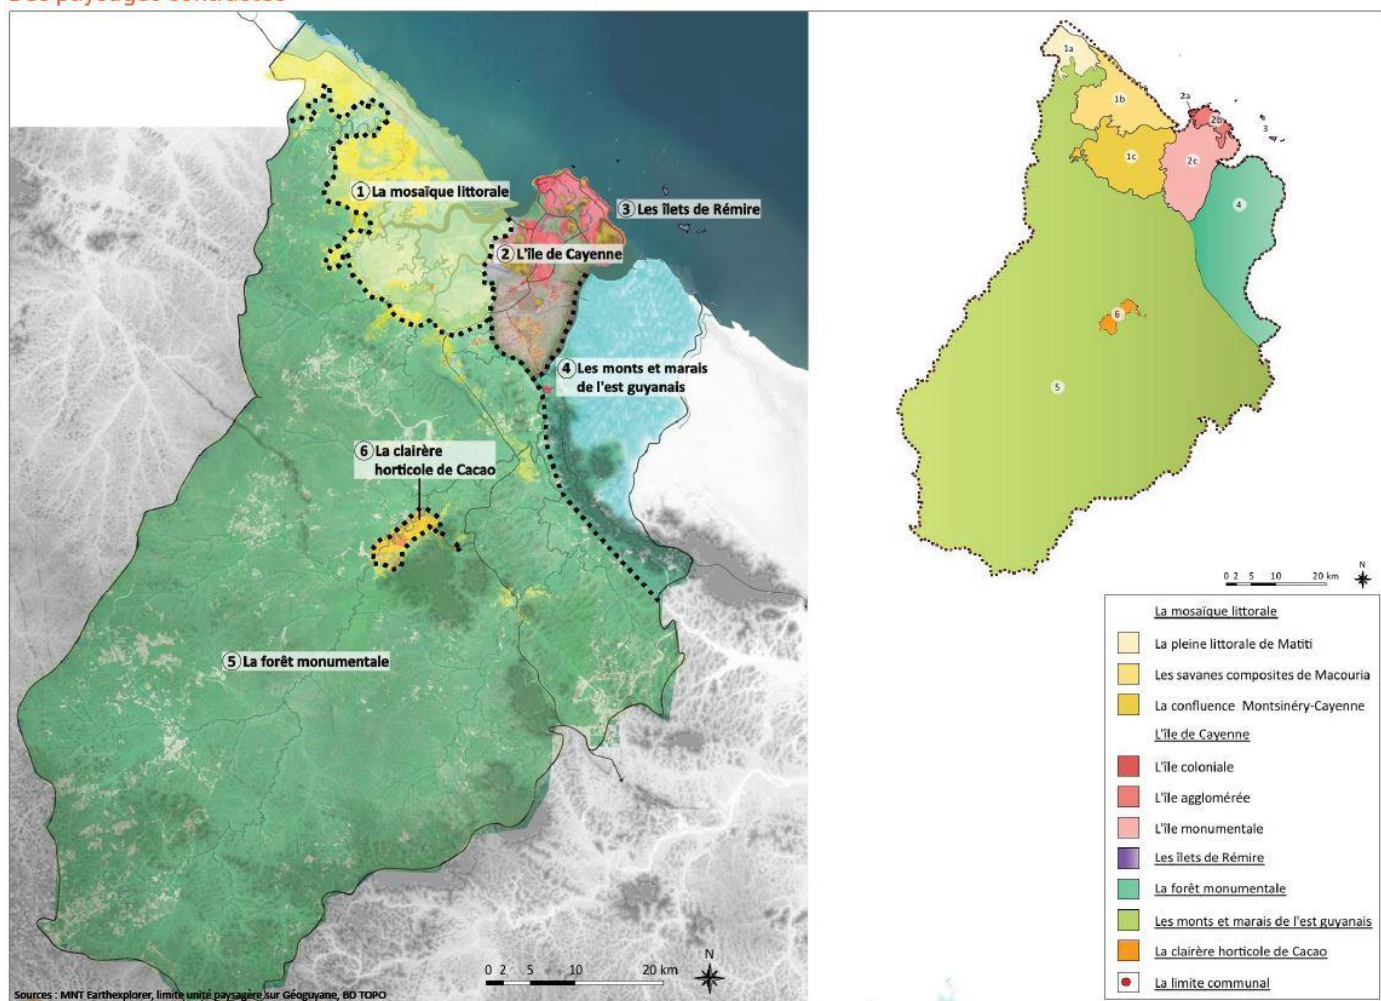 Des paysages contrastés
① La mosaïque littorale
③ Les îlets de Rémire
② L'île de Cayenne
④ Les monts et marais
de l'est guyanais
⑥ La clairère
horticole de Cacao
⑤ La forêt monumentale
N
0 2 5 10 20 km
Sources : MNT Earthexplorer, limite unité paysagère sur Géoguyane, BD TOPO
1a
1b
2a
2b
3
1c
2c
4
6
5
N
0 2 5 10 20 km
La mosaïque littorale
La pleine littorale de Matiti
Les savanes composites de Macouria
La confluence Montsinéry-Cayenne
L'île de Cayenne
L'île coloniale
L'île agglomérée
L'île monumentale
Les îlets de Rémire
La forêt monumentale
Les monts et marais de l'est guyanais
La clairère horticole de Cacao
La limite communal